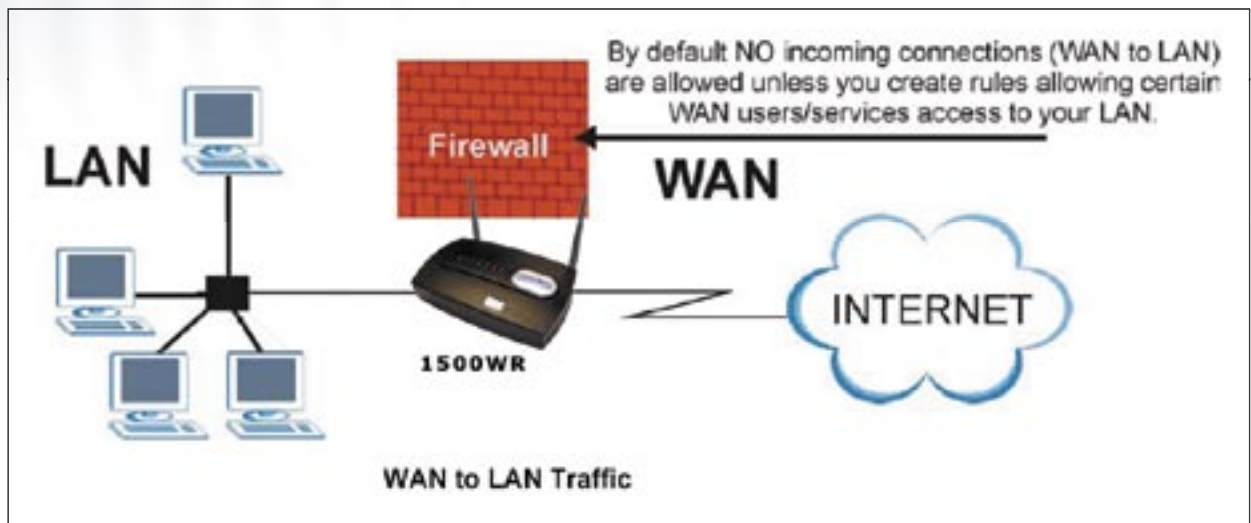 By default NO incoming connections (WAN to LAN)
are allowed unless you create rules allowing certain
WAN users/services access to your LAN.
Firewall
LAN
WAN
INTERNET
1500WR
WAN to LAN Traffic